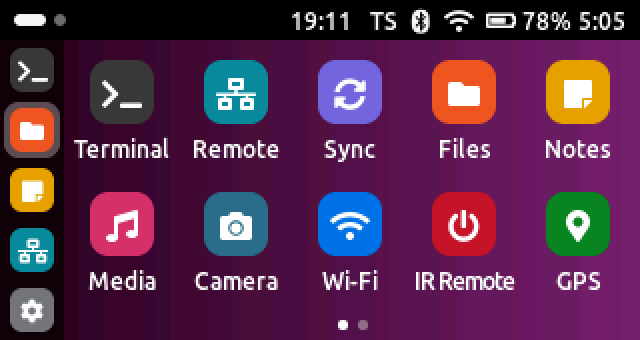 19:11 TS 78% 5:05
Terminal Remote Sync Files Notes
Media Camera Wi-Fi IR Remote GPS